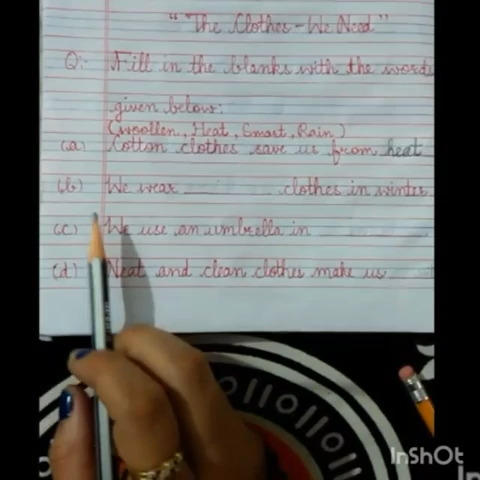 "The Clothes - We Need"
Q:- Fill in the blanks with the words
given below:
(Woollen, Heat, Smart, Rain)
(a) Cotton clothes save us from heat
(b) We wear clothes in winter
(c) We use an umbrella in
(d) Neat and clean clothes make us
InShOt